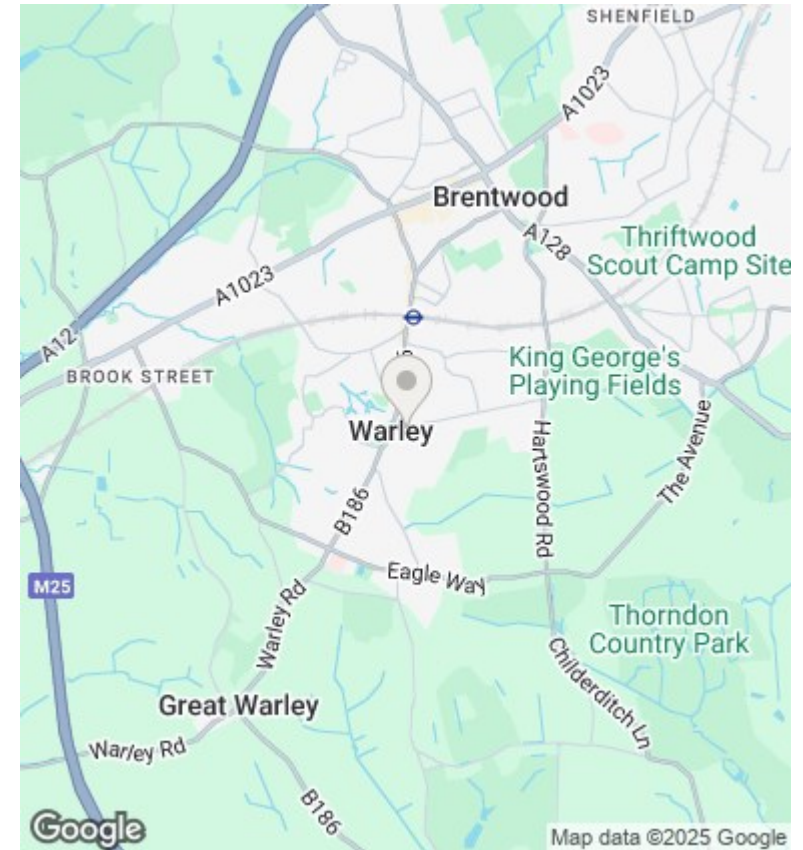 SHENFIELD
A1023
Brentwood
A128
Thriftwood
Scout Camp Site
A1023
A12
BROOK STREET
King George's
Playing Fields
Warley
Hartswood Rd
The Avenue
B186
M25
Eagle Way
Warley Rd
Thorndon
Country Park
Childerditch Ln
Great Warley
Warley Rd
B186
Google
Map data ©2025 Google